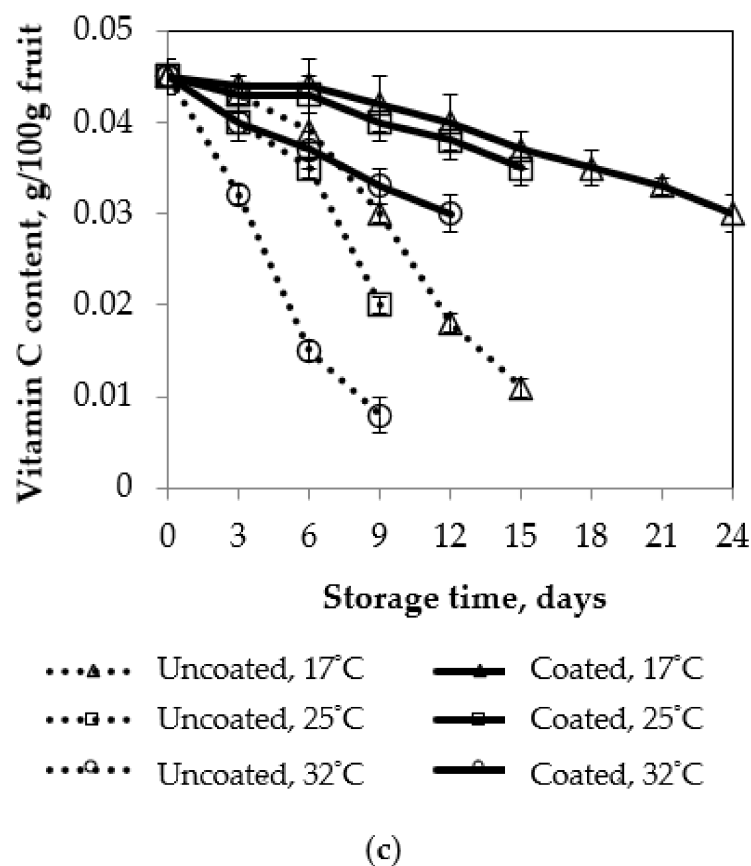 Vitamin C content, g/100g fruit
0.05
0.04
0.03
0.02
0.01
0
0 3 6 9 12 15 18 21 24
Storage time, days
Uncoated, 17°C Coated, 17°C
Uncoated, 25°C Coated, 25°C
Uncoated, 32°C Coated, 32°C
(c)